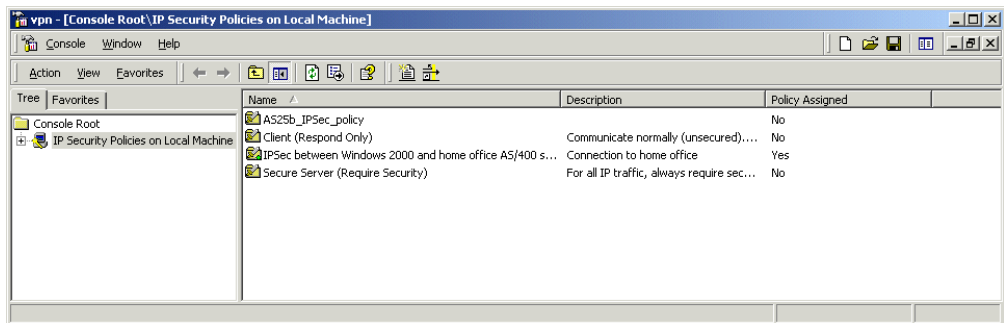 vpn - [Console Root\IP Security Policies on Local Machine]
Console Window Help
Action View Favorites
Tree Favorites
Name Description Policy Assigned
Console Root
IP Security Policies on Local Machine
AS25b_IPSec_policy No
Client (Respond Only) Communicate normally (unsecured).... No
IPSec between Windows 2000 and home office AS/400 s... Connection to home office Yes
Secure Server (Require Security) For all IP traffic, always require sec... No